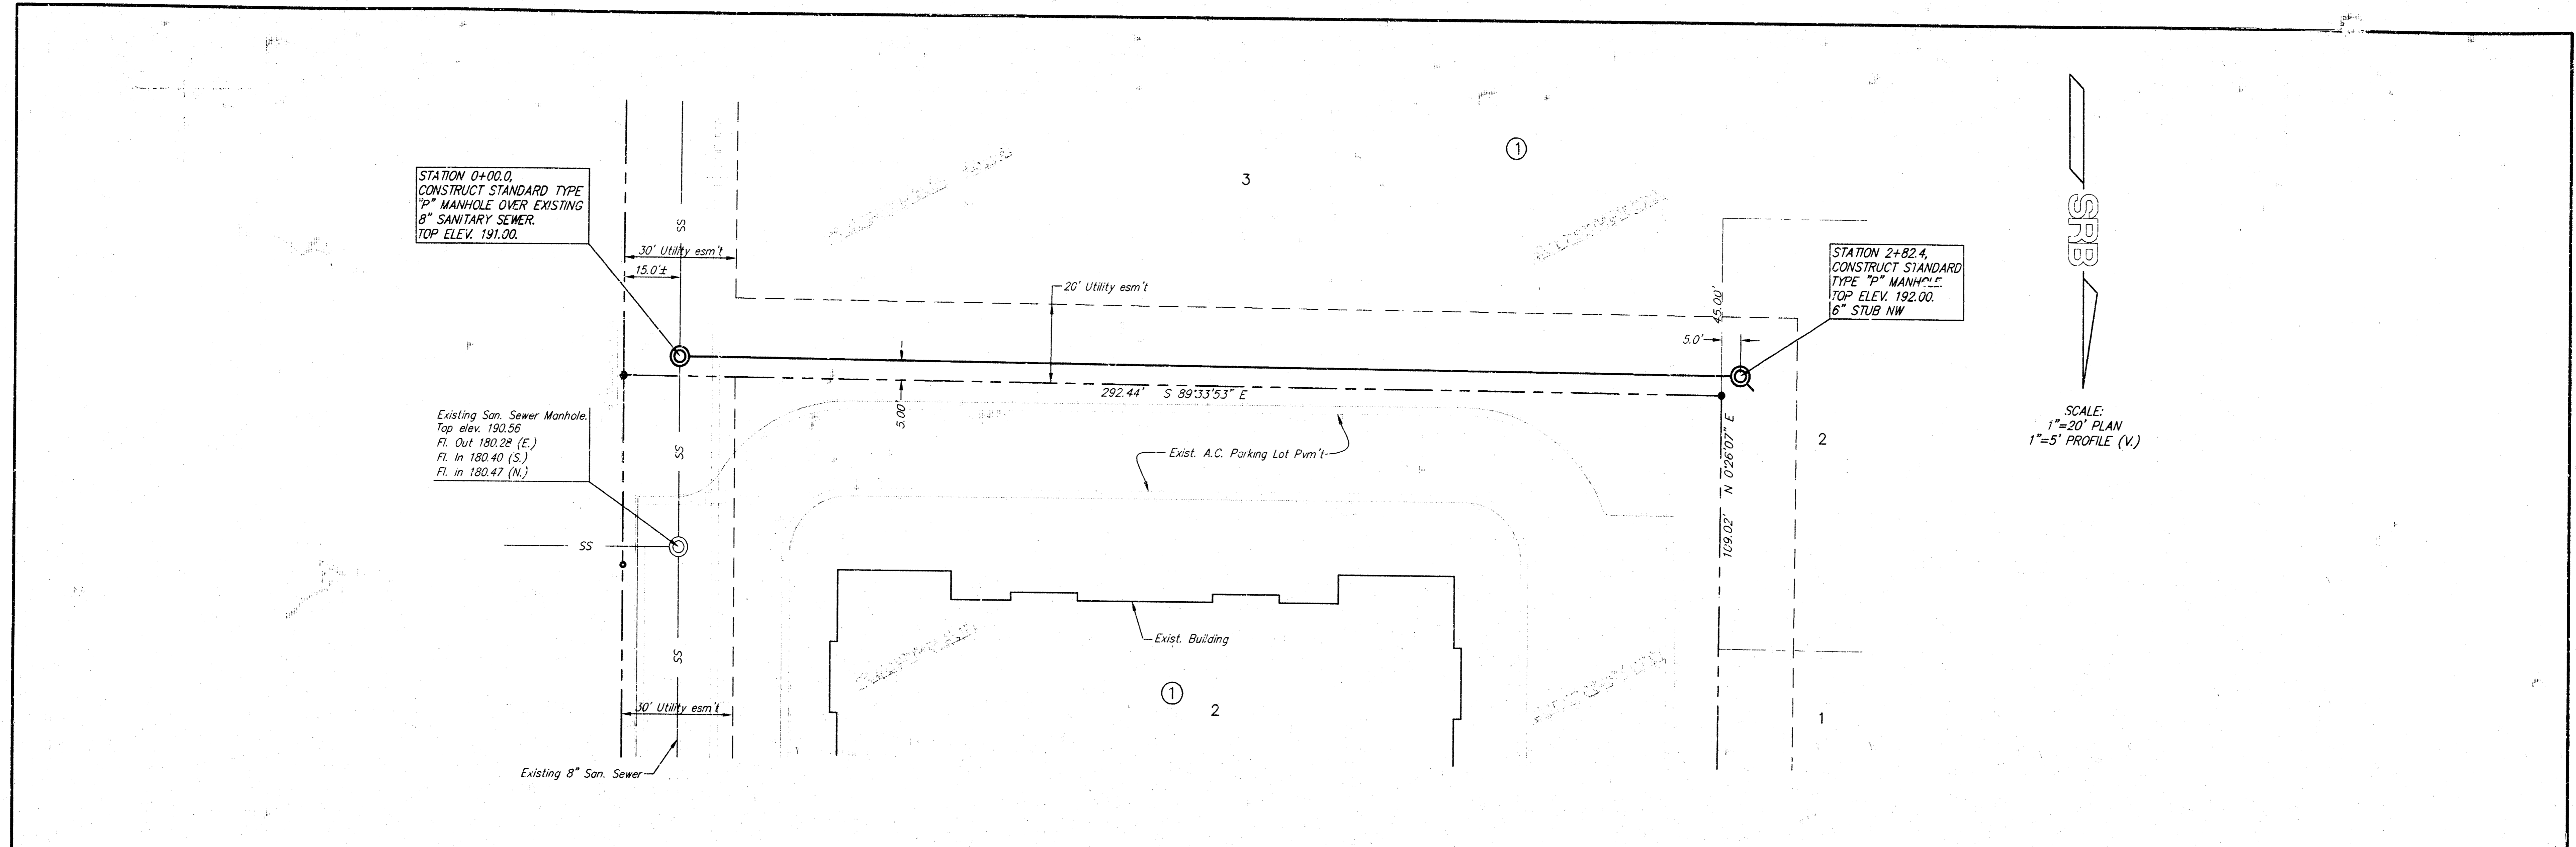 STATION 0+00.0,
CONSTRUCT STANDARD TYPE
"P" MANHOLE OVER EXISTING
8" SANITARY SEWER.
TOP ELEV. 191.00.
SS
30' Utility esm't
15.0'±
20' Utility esm't
3
1
45.00'
5.0'
STATION 2+82.4,
CONSTRUCT STANDARD
TYPE "P" MANHOLE.
TOP ELEV. 192.00.
6" STUB NW
SRB
SCALE:
1"=20' PLAN
1"=5' PROFILE (V.)
5.00'
292.44' S 89°33'53" E
Existing San. Sewer Manhole.
Top elev. 190.56
Fl. Out 180.28 (E.)
Fl. In 180.40 (S.)
Fl. in 180.47 (N.)
SS
SS
SS
Exist. A.C. Parking Lot Pvm't
109.02' N 0°26'07" E
2
Exist. Building
1
2
1
30' Utility esm't
Existing 8" San. Sewer